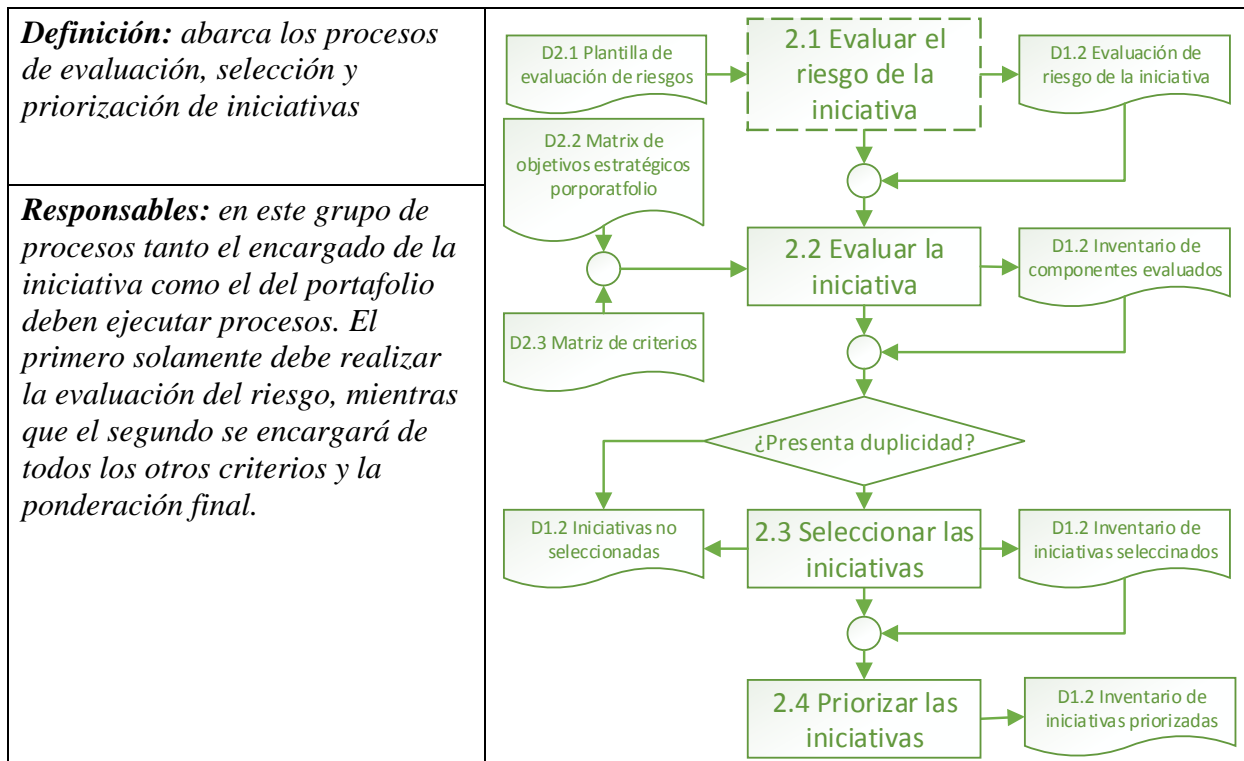 Definición: abarca los procesos
de evaluación, selección y
priorización de iniciativas
Responsables: en este grupo de
procesos tanto el encargado de la
iniciativa como el del portafolio
deben ejecutar procesos. El
primero solamente debe realizar
la evaluación del riesgo, mientras
que el segundo se encargará de
todos los otros criterios y la
ponderación final.
D2.1 Plantilla de
evaluación de riesgos
2.1 Evaluar el
riesgo de la
iniciativa
D1.2 Evaluación de
riesgo de la iniciativa
D2.2 Matrix de
objetivos estratégicos
porporatfolio
2.2 Evaluar la
iniciativa
D1.2 Inventario de
componentes evaluados
D2.3 Matriz de criterios
¿Presenta duplicidad?
D1.2 Iniciativas no
seleccionadas
2.3 Seleccionar las
iniciativas
D1.2 Inventario de
iniciativas seleccinados
2.4 Priorizar las
iniciativas
D1.2 Inventario de
iniciativas priorizadas